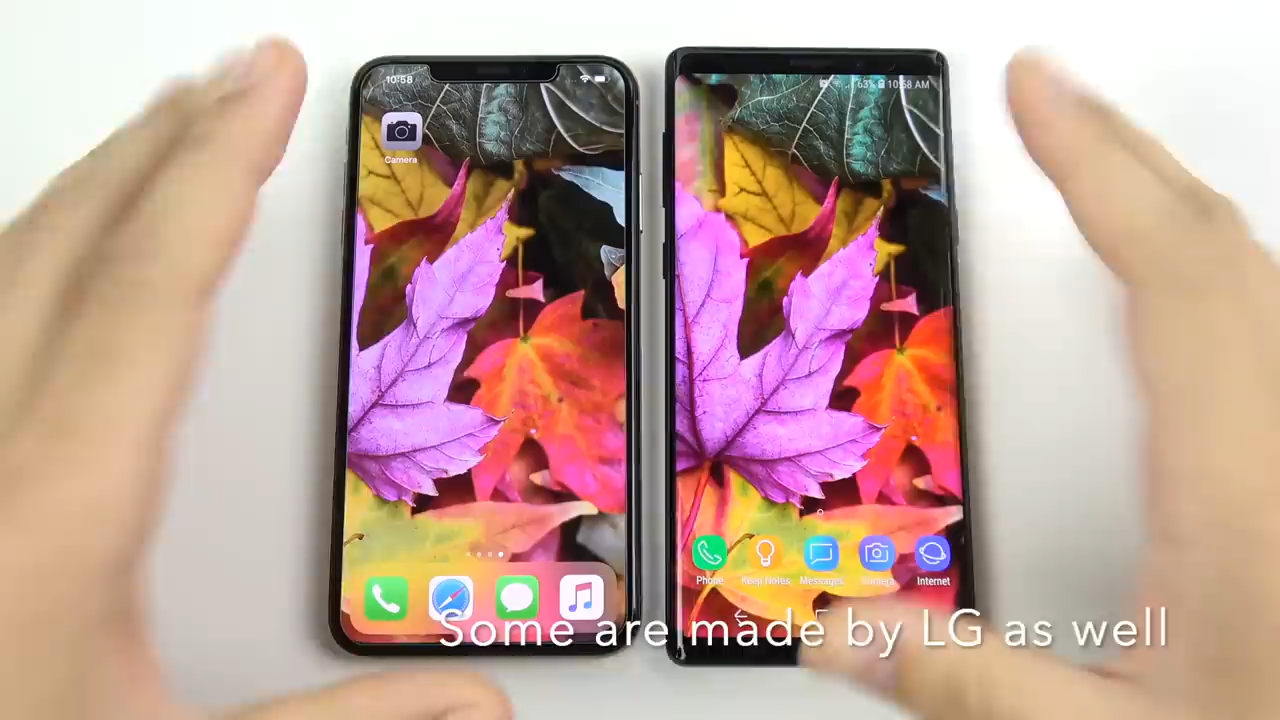 10:58
63% 10:58 AM
Camera
Phone
Keep Notes
Messages
Camera
Internet
Some are made by LG as well